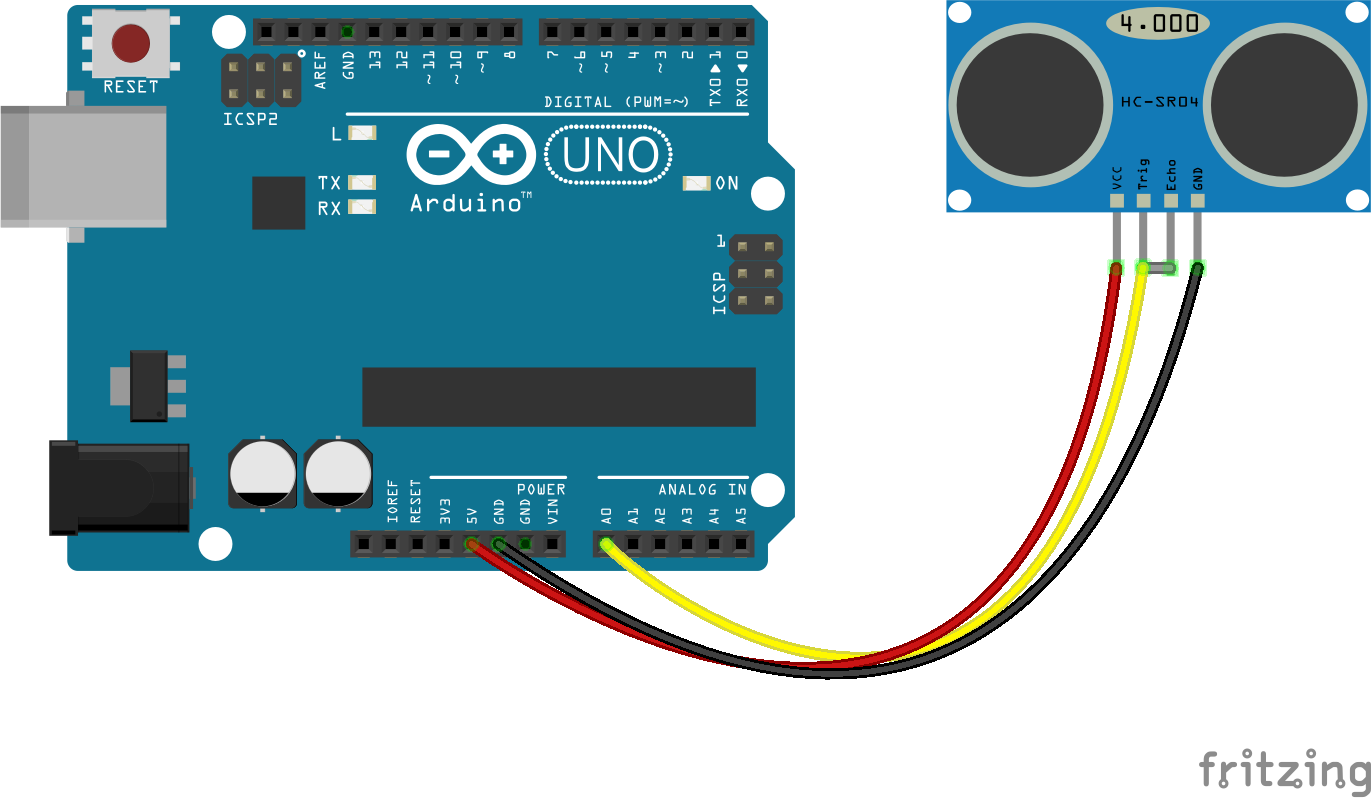 RESET
ICSP2
AREF
GND
13
12
~11
~10
~9
8
7
~6
~5
4
~3
2
TX0▶1
RX0◀0
DIGITAL (PWM=~)
L
TX
RX
UNO
ON
Arduino™
1
ICSP
IOREF
RESET
3V3
5V
GND
GND
VIN
POWER
A0
A1
A2
A3
A4
A5
ANALOG IN
4.000
HC-SR04
VCC
Trig
Echo
GND
fritzing